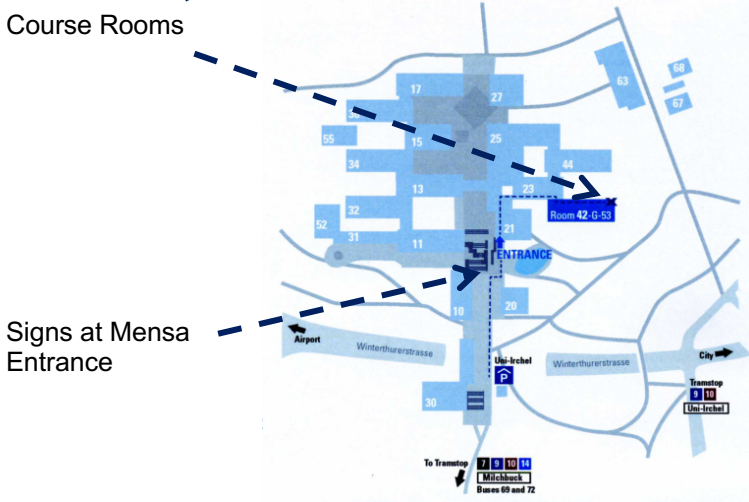 Course Rooms
Signs at Mensa
Entrance
17
27
63
68
67
36
55
15
25
34
44
13
23
32
52
Room 42-G-53
31
11
21
ENTRANCE
10
20
Airport
Winterthurerstrasse
Uni-Irchel
P
Winterthurerstrasse
City
Tramstop
9 10
Uni-Irchel
30
To Tramstop 7 9 10 14
Milchbuck
Buses 69 and 72